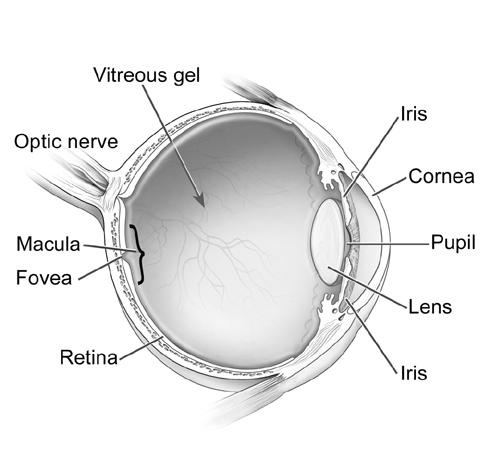 Vitreous gel
Iris
Optic nerve
Cornea
Macula
Pupil
Fovea
Lens
Retina
Iris